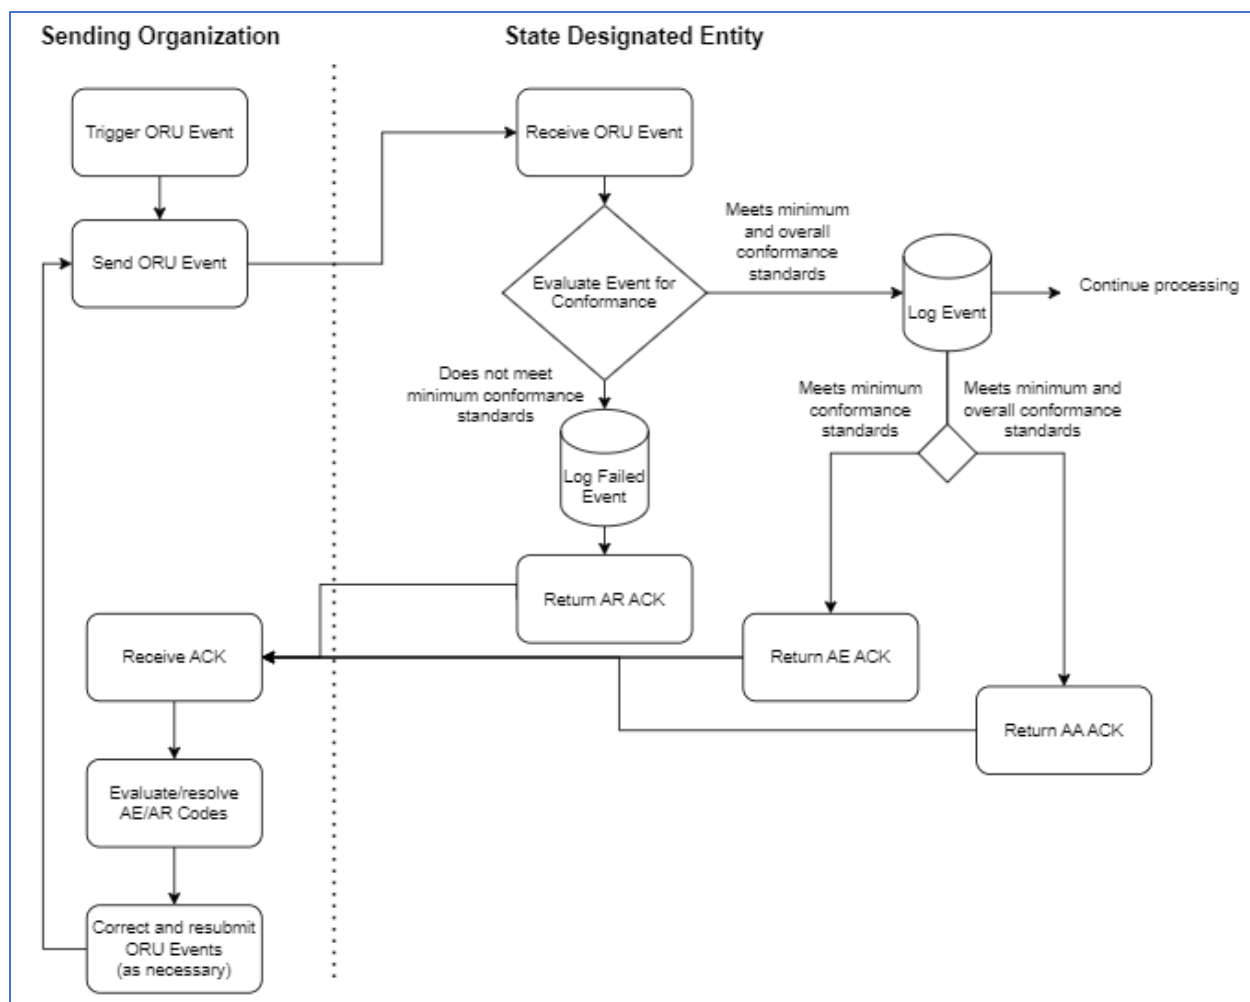 Sending Organization
State Designated Entity
Trigger ORU Event
Receive ORU Event
Send ORU Event
Meets minimum
and overall
conformance
standards
Evaluate Event for
Conformance
Log Event
Continue processing
Does not meet
minimum conformance
standards
Meets minimum
conformance
standards
Meets minimum and
overall conformance
standards
Log Failed
Event
Return AR ACK
Receive ACK
Return AE ACK
Return AA ACK
Evaluate/resolve
AE/AR Codes
Correct and resubmit
ORU Events
(as necessary)